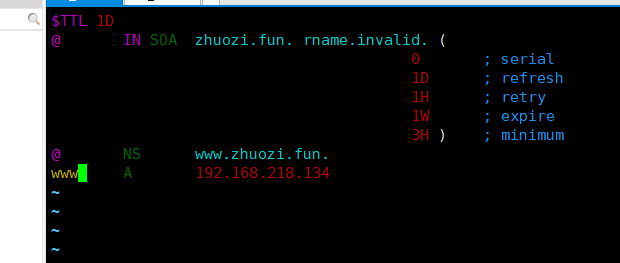 $TTL 1D
@ IN SOA zhuozi.fun. rname.invalid. (
0 ; serial
1D ; refresh
1H ; retry
1W ; expire
3H ) ; minimum
@ NS www.zhuozi.fun.
www A 192.168.218.134
~
~
~
~